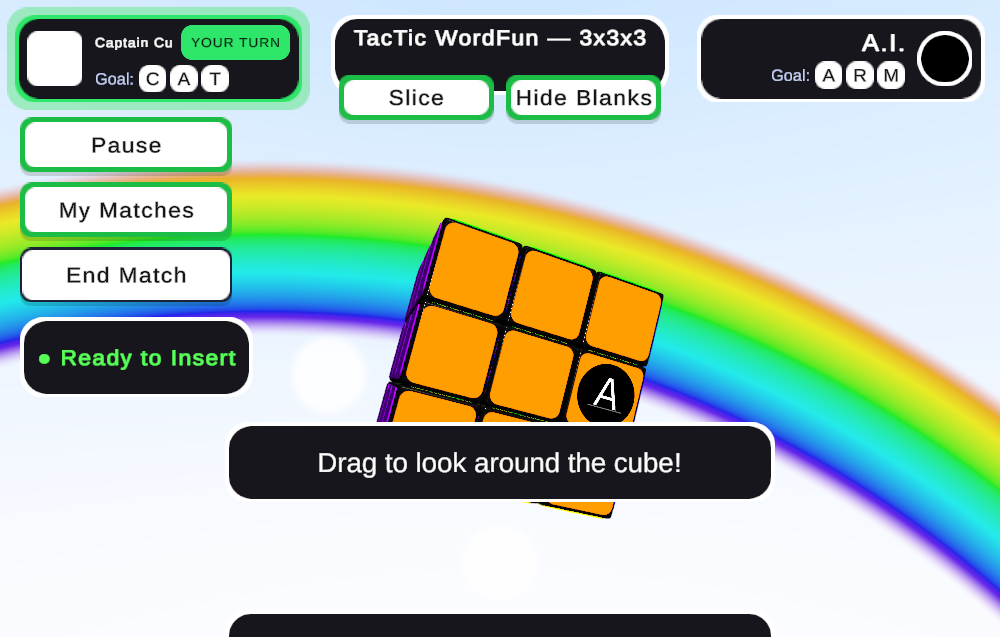 Captain Cu
YOUR TURN
Goal: C A T
TacTic WordFun — 3x3x3
Slice
Hide Blanks
A.I.
Goal: A R M
Pause
My Matches
End Match
Ready to Insert
A
Drag to look around the cube!